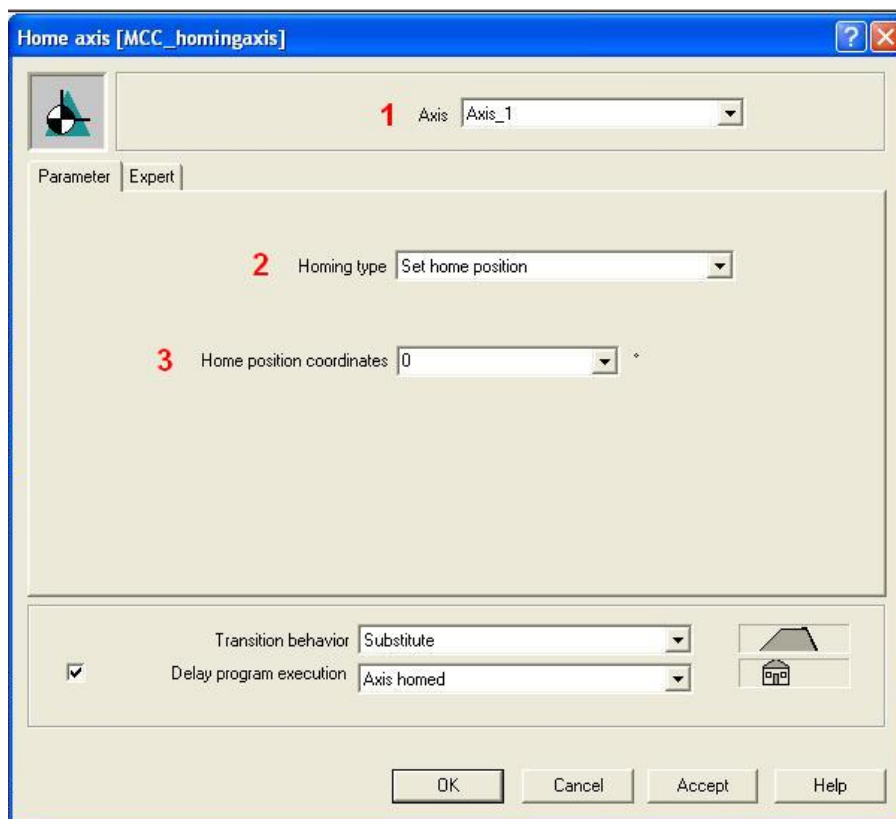 Home axis [MCC_homingaxis]
1 Axis Axis_1
Parameter Expert
2 Homing type Set home position
3 Home position coordinates 0 °
Transition behavior Substitute
Delay program execution Axis homed
OK Cancel Accept Help